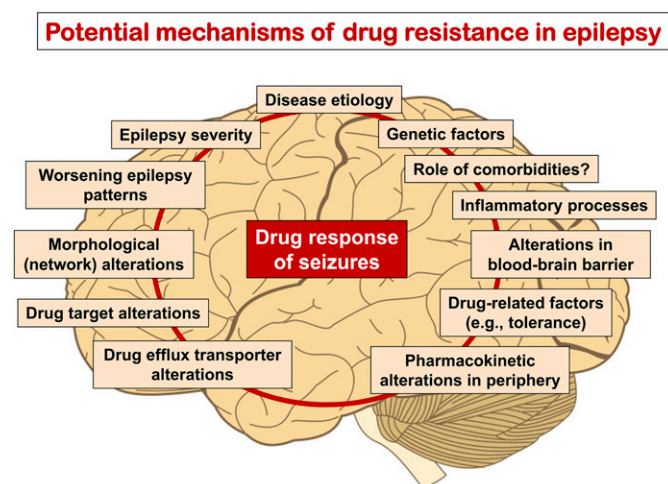 Potential mechanisms of drug resistance in epilepsy
Disease etiology
Epilepsy severity
Genetic factors
Worsening epilepsy
patterns
Role of comorbidities?
Inflammatory processes
Morphological
(network) alterations
Drug response
of seizures
Alterations in
blood-brain barrier
Drug target alterations
Drug-related factors
(e.g., tolerance)
Drug efflux transporter
alterations
Pharmacokinetic
alterations in periphery